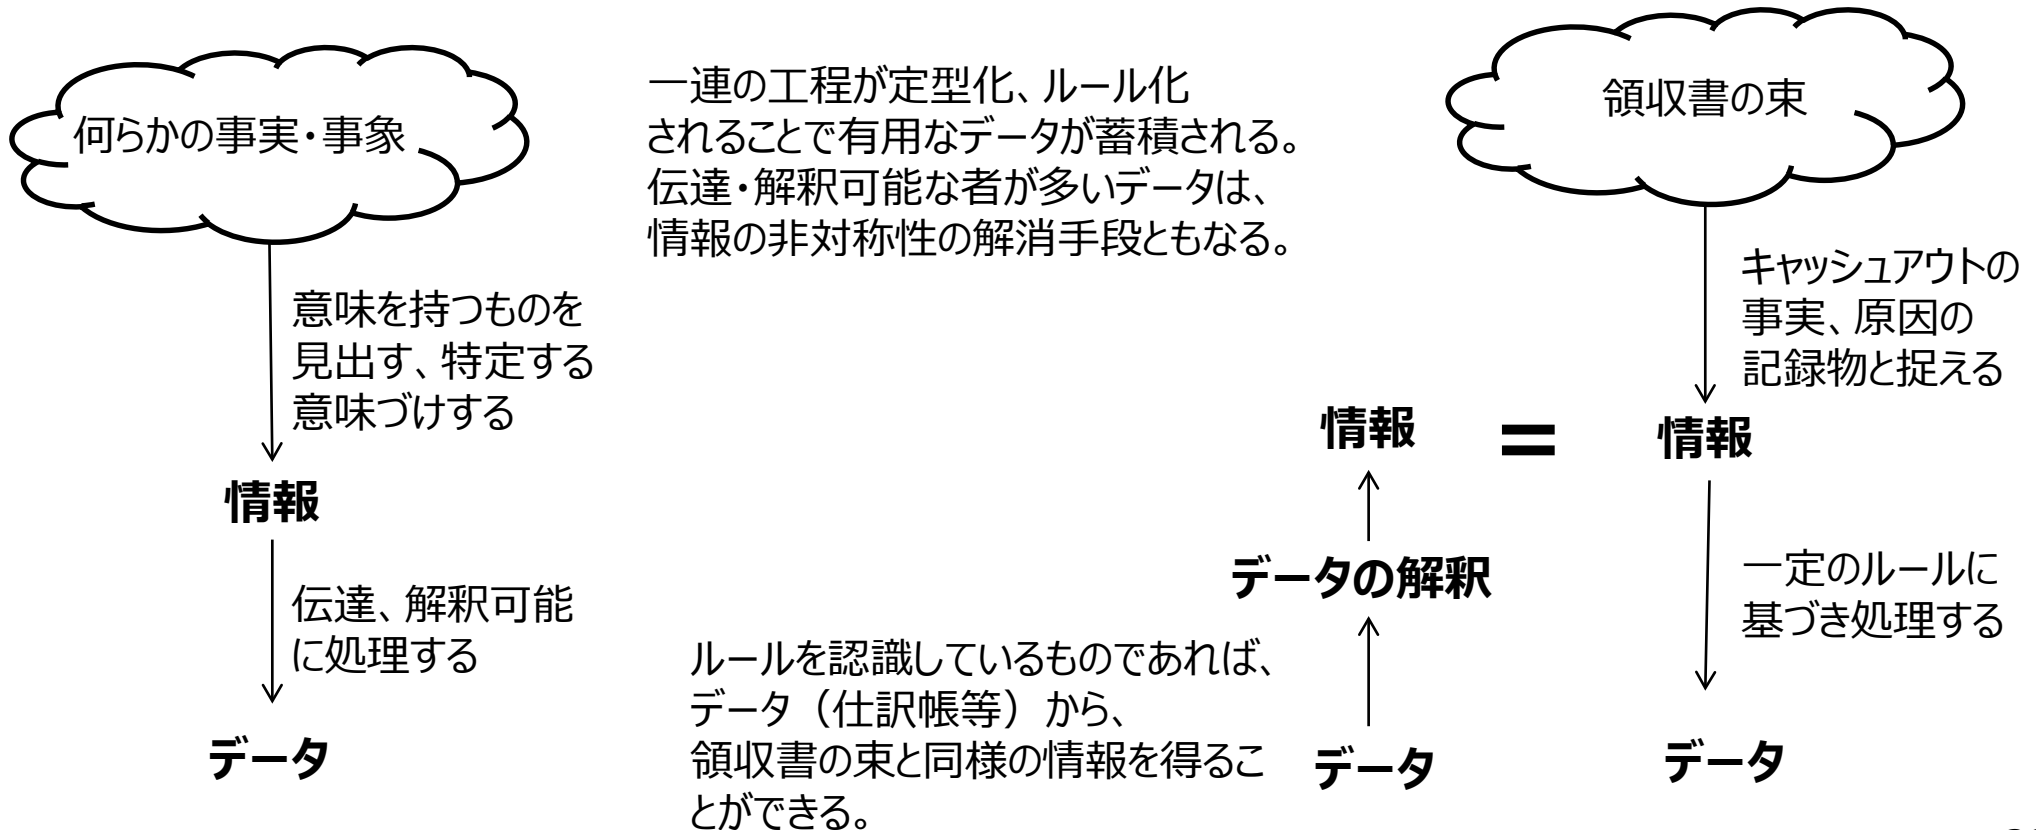 何らかの事実・事象
意味を持つものを
見出す、特定する
意味づけする
情報
伝達、解釈可能
に処理する
データ
一連の工程が定型化、ルール化
されることで有用なデータが蓄積される。
伝達・解釈可能な者が多いデータは、
情報の非対称性の解消手段ともなる。
領収書の束
キャッシュアウトの
事実、原因の
記録物と捉える
情報
=
情報
データの解釈
一定のルールに
基づき処理する
ルールを認識しているものであれば、
データ（仕訳帳等）から、
領収書の束と同様の情報を得るこ
とができる。
データ
データ